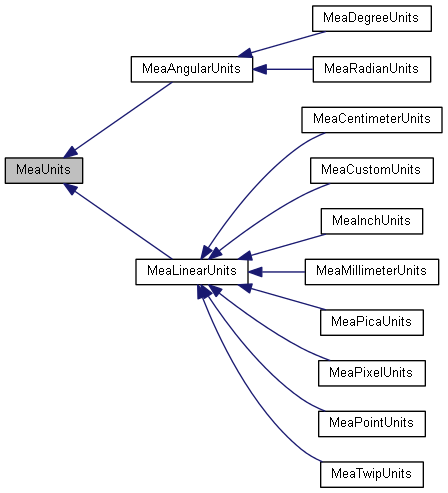 MeaDegreeUnits
MeaAngularUnits
MeaRadianUnits
MeaCentimeterUnits
MeaUnits
MeaCustomUnits
MeaInchUnits
MeaLinearUnits
MeaMillimeterUnits
MeaPicaUnits
MeaPixelUnits
MeaPointUnits
MeaTwipUnits